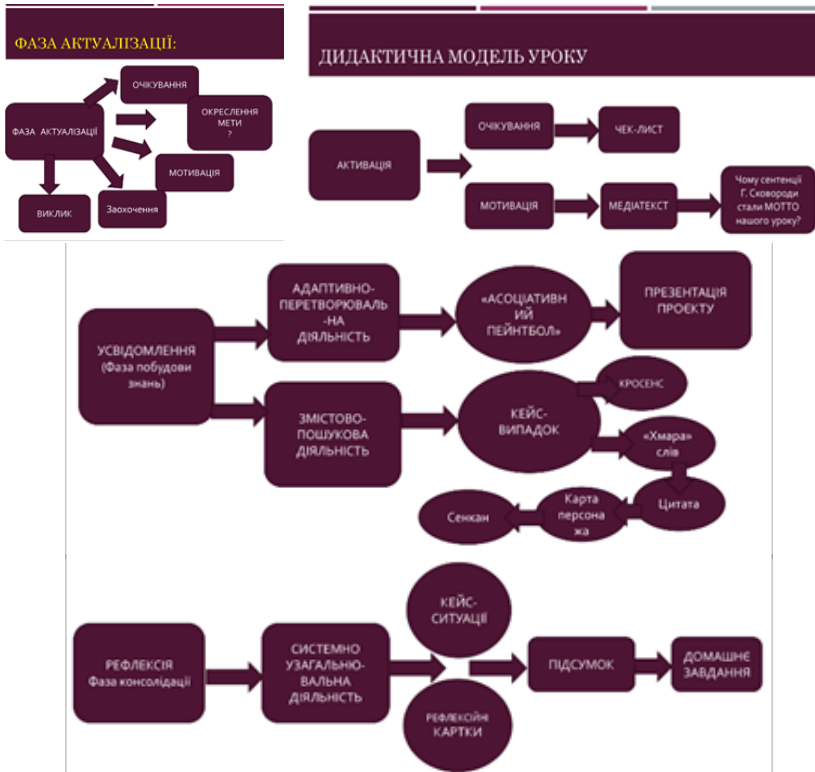 ФАЗА АКТУАЛІЗАЦІЇ:
ОЧІКУВАННЯ
ОКРЕСЛЕННЯ
МЕТИ
?
ФАЗА АКТУАЛІЗАЦІЇ
МОТИВАЦІЯ
Заохочення
ВИКЛИК
ДИДАКТИЧНА МОДЕЛЬ УРОКУ
АКТИВАЦІЯ
ОЧІКУВАННЯ
ЧЕК-ЛИСТ
МОТИВАЦІЯ
МЕДІАТЕКСТ
Чому сентенції
Г. Сковороди
стали МОТТО
нашого уроку?
УСВІДОМЛЕННЯ
(Фаза побудови
знань)
АДАПТИВНО-
ПЕРЕТВОРЮВАЛЬ
-НА
ДІЯЛЬНІСТЬ
«АСОЦІАТИВН
ИЙ
ПЕЙНТБОЛ»
ПРЕЗЕНТАЦІЯ
ПРОЄКТУ
ЗМІСТОВО-
ПОШУКОВА
ДІЯЛЬНІСТЬ
КЕЙС-
ВИПАДОК
КРОСЕНС
«Хмара»
слів
Цитата
Карта
персона
жа
Сенкан
РЕФЛЕКСІЯ
Фаза консолідації
СИСТЕМНО
УЗАГАЛЬНЮ-
ВАЛЬНА
ДІЯЛЬНІСТЬ
КЕЙС-
СИТУАЦІЇ
РЕФЛЕКСІЙНІ
КАРТКИ
ПІДСУМОК
ДОМАШНЄ
ЗАВДАННЯ